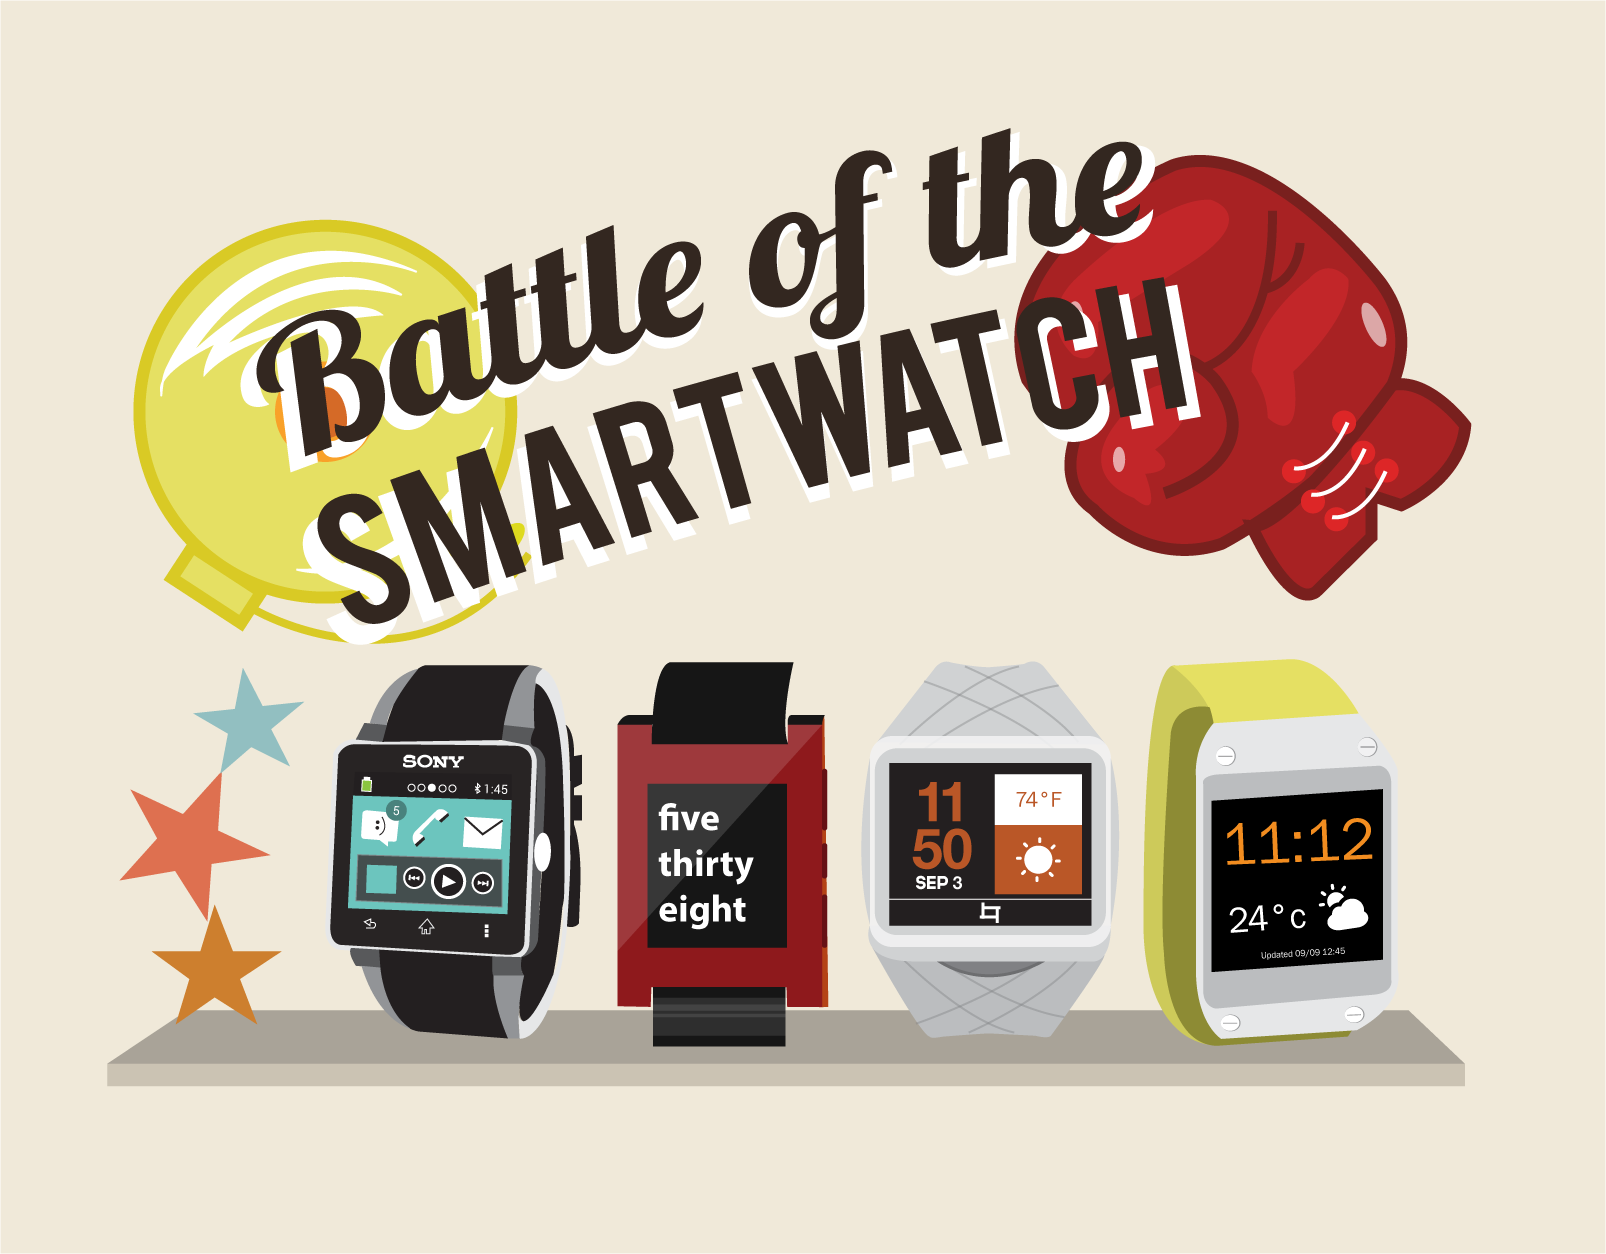 Battle of the
SMARTWATCH
SONY
1:45
5
five
thirty
eight
11
50
SEP 3
74°F
11:12
24°c
Updated 09/09 12:45